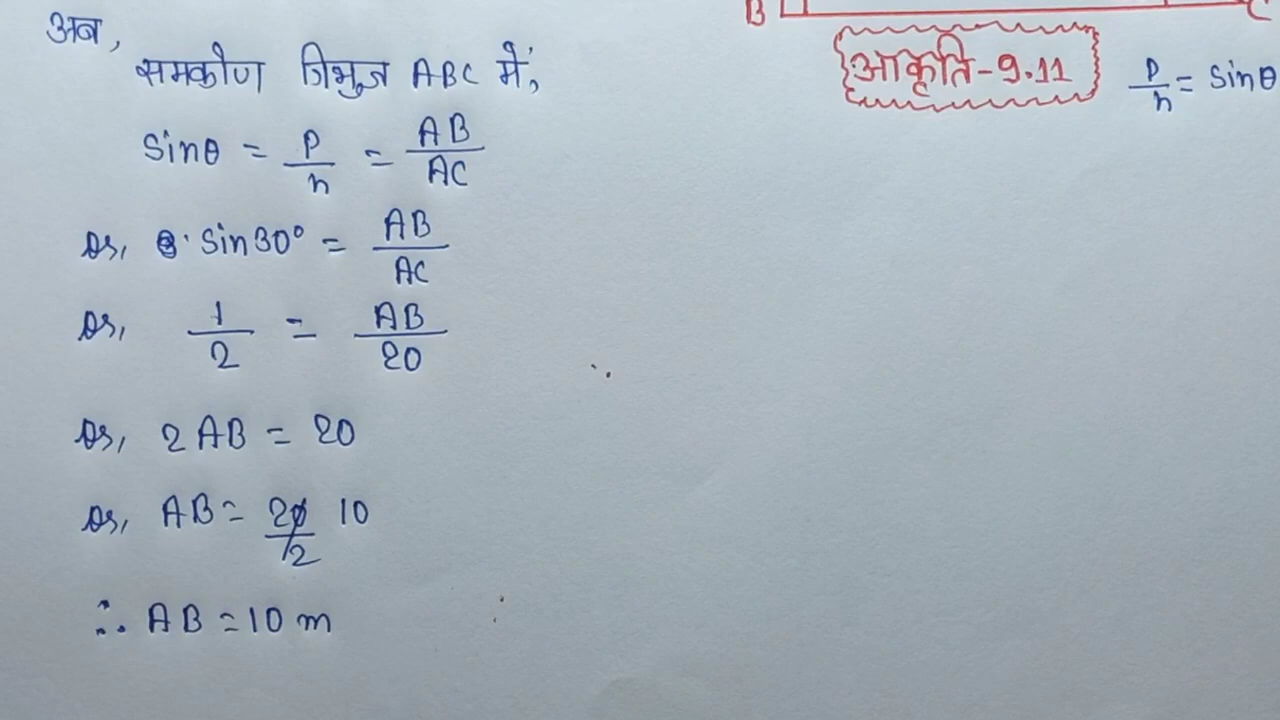 B C
आकृति-9.11
p/h = sinθ
अब,
समकोण त्रिभुज ABC में,
sinθ = p/h = AB/AC
or, sin30° = AB/AC
or, 1/2 = AB/20
or, 2AB = 20
or, AB = 20/2 10
∴ AB = 10 m